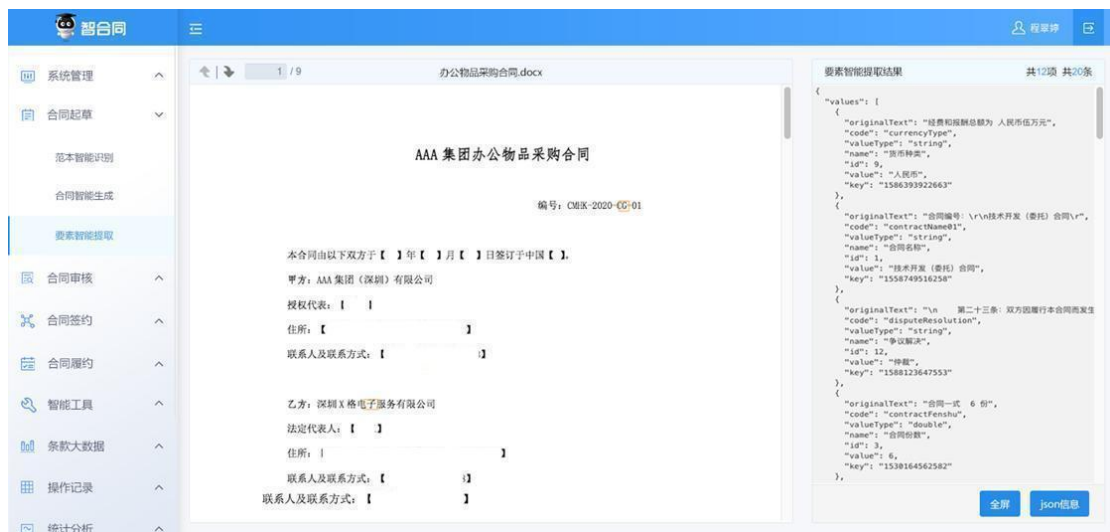 智合同
程翠婷
系统管理
合同起草
范本智能识别
合同智能生成
要素智能提取
合同审核
合同签约
合同履约
智能工具
条款大数据
操作记录
统计分析
1 / 9
办公物品采购合同.docx
AAA 集团办公物品采购合同
编号：CMHK-2020-CG-01
本合同由以下双方于【 】年【 】月【 】日签订于中国【 】。
甲方：AAA 集团（深圳）有限公司
授权代表：【 】
住所：【 】
联系人及联系方式：【 】
乙方：深圳 X 格电子服务有限公司
法定代表人：【 】
住所： 】
联系人及联系方式：【 】
联系人及联系方式：【 】
要素智能提取结果
共12项 共20条
{
"values": [
{
"originalText": "经费和报酬总额为 人民币伍万元",
"code": "currencyType",
"valueType": "string",
"name": "货币种类",
"id": 9,
"value": "人民币",
"key": "1586393922663"
},
{
"originalText": "合同编号：\r\n技术开发（委托）合同\r",
"code": "contractName01",
"valueType": "string",
"name": "合同名称",
"id": 1,
"value": "技术开发（委托）合同",
"key": "1558749516258"
},
{
"originalText": "\n 第二十三条：双方因履行本合同而发生
"code": "disputeResolution",
"valueType": "string",
"name": "争议解决",
"id": 12,
"value": "仲裁",
"key": "1588123647553"
},
{
"originalText": "合同一式 6 份",
"code": "contractFenshu",
"valueType": "double",
"name": "合同份数",
"id": 3,
"value": 6,
"key": "1530164562582"
},
全屏
json信息